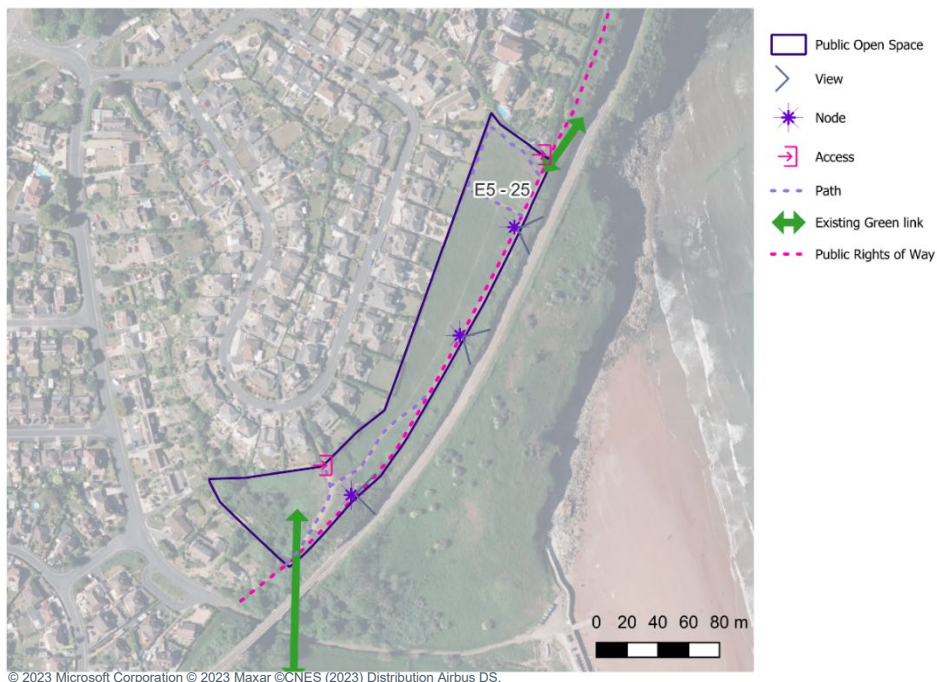 Public Open Space
View
Node
Access
Path
Existing Green link
Public Rights of Way
E5 - 25
0 20 40 60 80 m
© 2023 Microsoft Corporation © 2023 Maxar ©CNES (2023) Distribution Airbus DS.